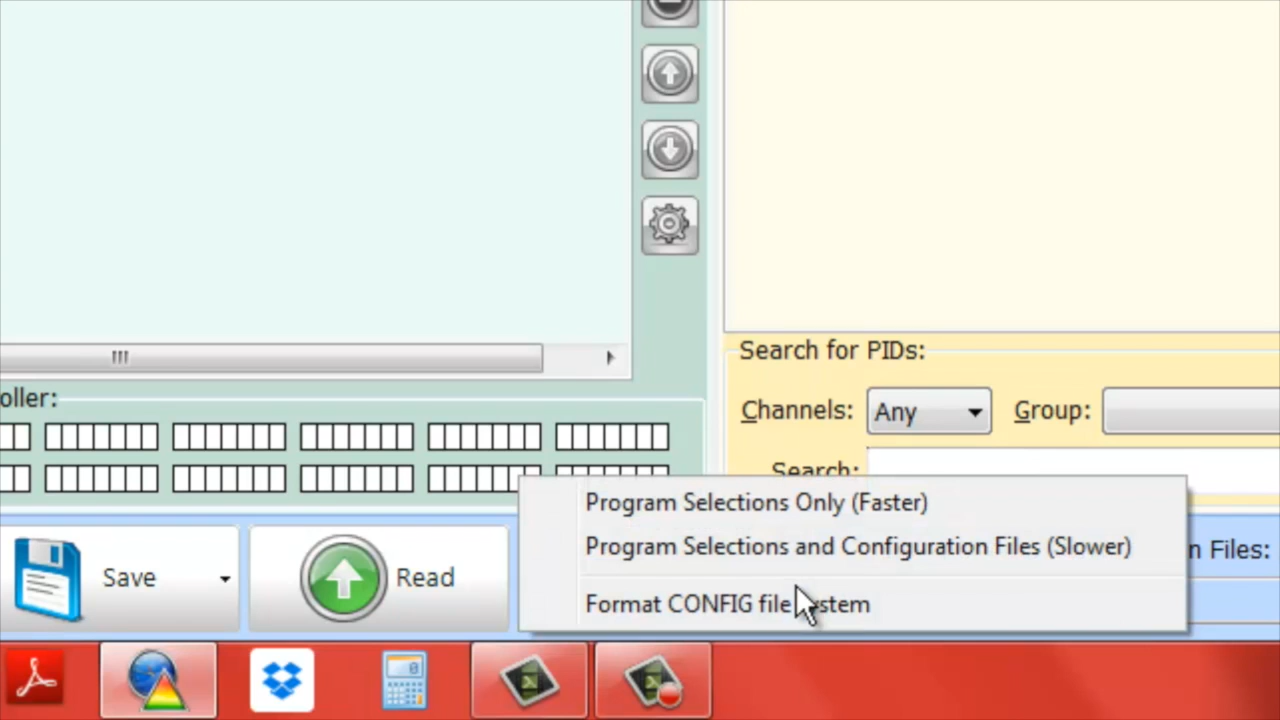 Search for PIDs:
oller:
Channels: Any Group:
Search:
Program Selections Only (Faster)
Program Selections and Configuration Files (Slower)
n Files:
Save
Read
Format CONFIG file
stem